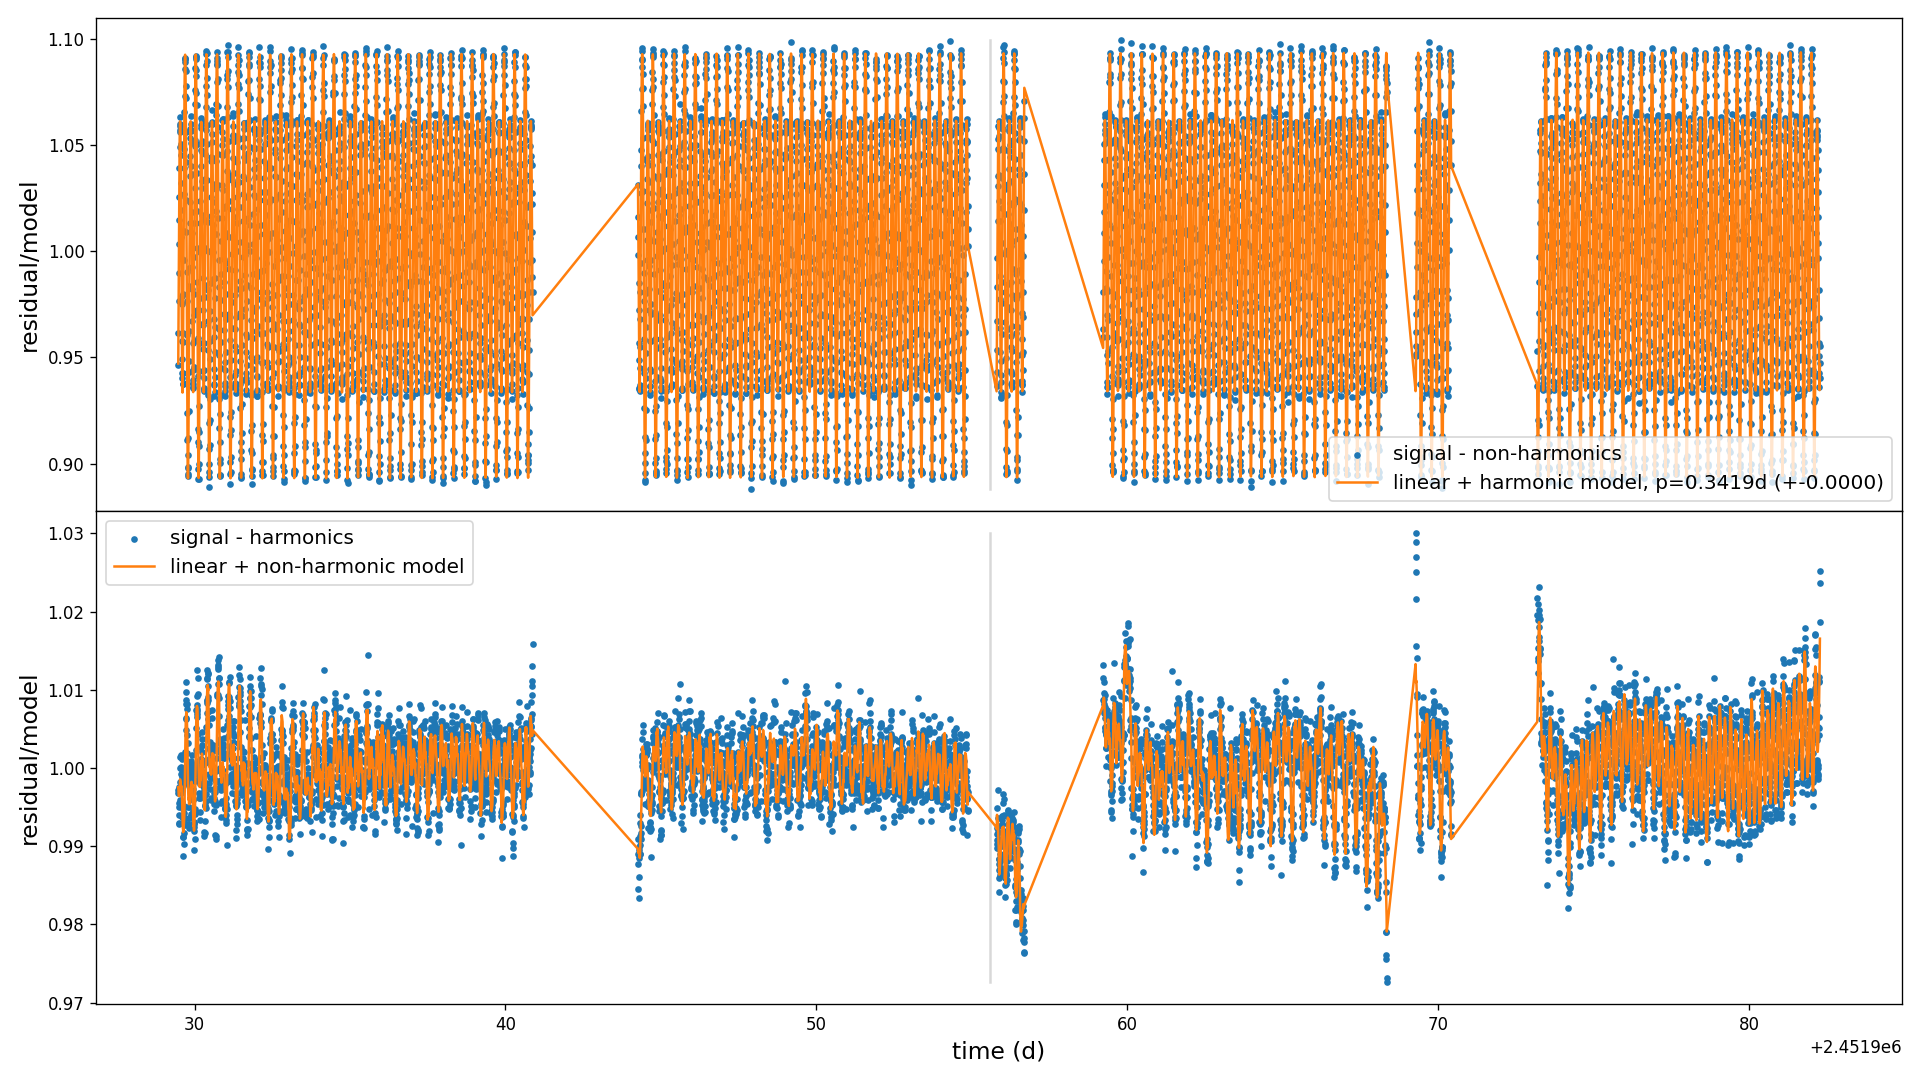 1.10
1.05
1.00
0.95
0.90
residual/model
signal - non-harmonics
linear + harmonic model, p=0.3419d (+-0.0000)
signal - harmonics
linear + non-harmonic model
1.03
1.02
1.01
1.00
0.99
0.98
0.97
residual/model
30 40 50 60 70 80
time (d)
+2.4519e6